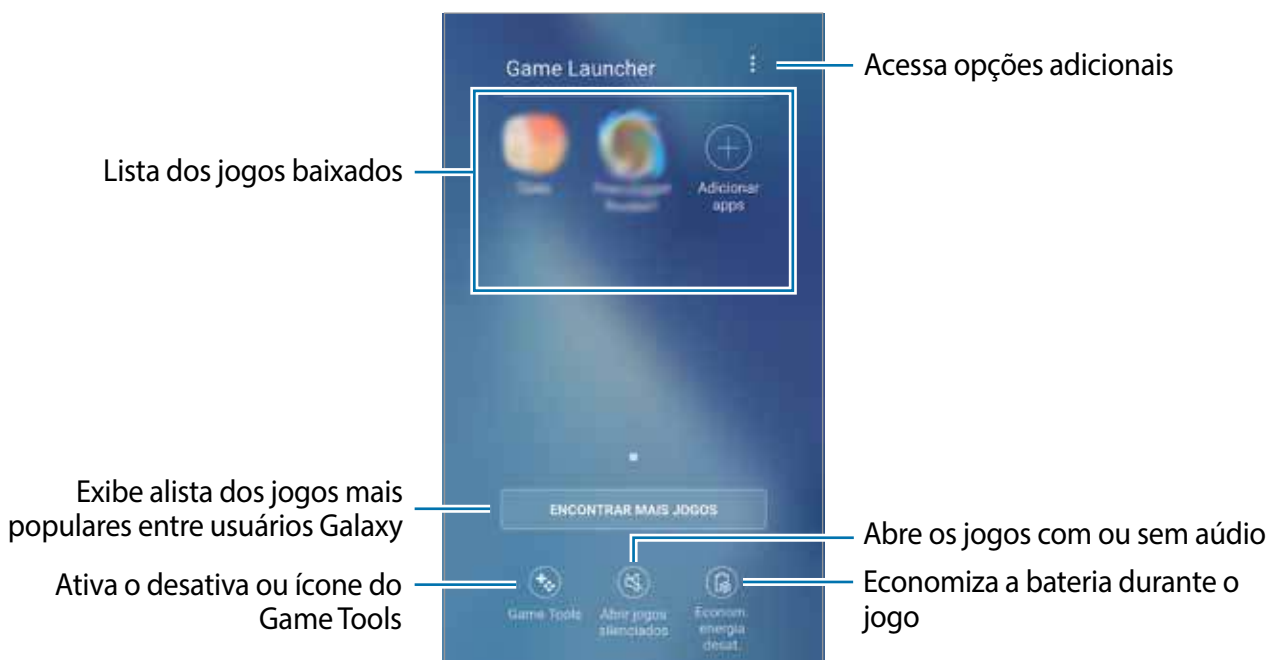 Game Launcher
Acessa opções adicionais
Lista dos jogos baixados
Adicionar
apps
Exibe alista dos jogos mais
populares entre usuários Galaxy
ENCONTRAR MAIS JOGOS
Abre os jogos com ou sem aúdio
Ativa o desativa ou ícone do
Game Tools
Economiza a bateria durante o
jogo
Game Tools
Abrir jogos
silenciados
Econom.
energia
desat.